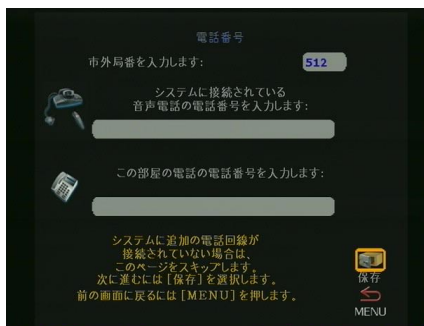 電話番号
市外局番を入力します: 512
システムに接続されている
音声電話の電話番号を入力します:
この部屋の電話の電話番号を入力します:
システムに追加の電話回線が
接続されていない場合は、
このページをスキップします。
次に進むには[保存]を選択します。
前の画面に戻るには[MENU]を押します。
保存
MENU